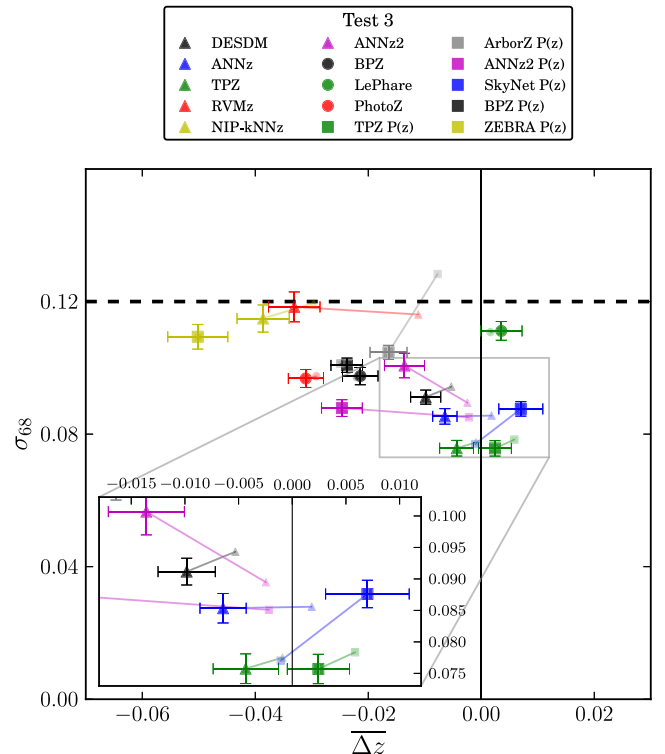 Test 3
DESDM ANNz2 ArborZ P(z)
ANNz BPZ ANNz2 P(z)
TPZ LePhare SkyNet P(z)
RVMz PhotoZ BPZ P(z)
NIP-kNNz TPZ P(z) ZEBRA P(z)
0.12
0.08
σ68
−0.015 −0.010 −0.005 0.000 0.005 0.010
0.100
0.095
0.090
0.085
0.080
0.075
0.04
0.00
−0.06 −0.04 −0.02 0.00 0.02
Δz